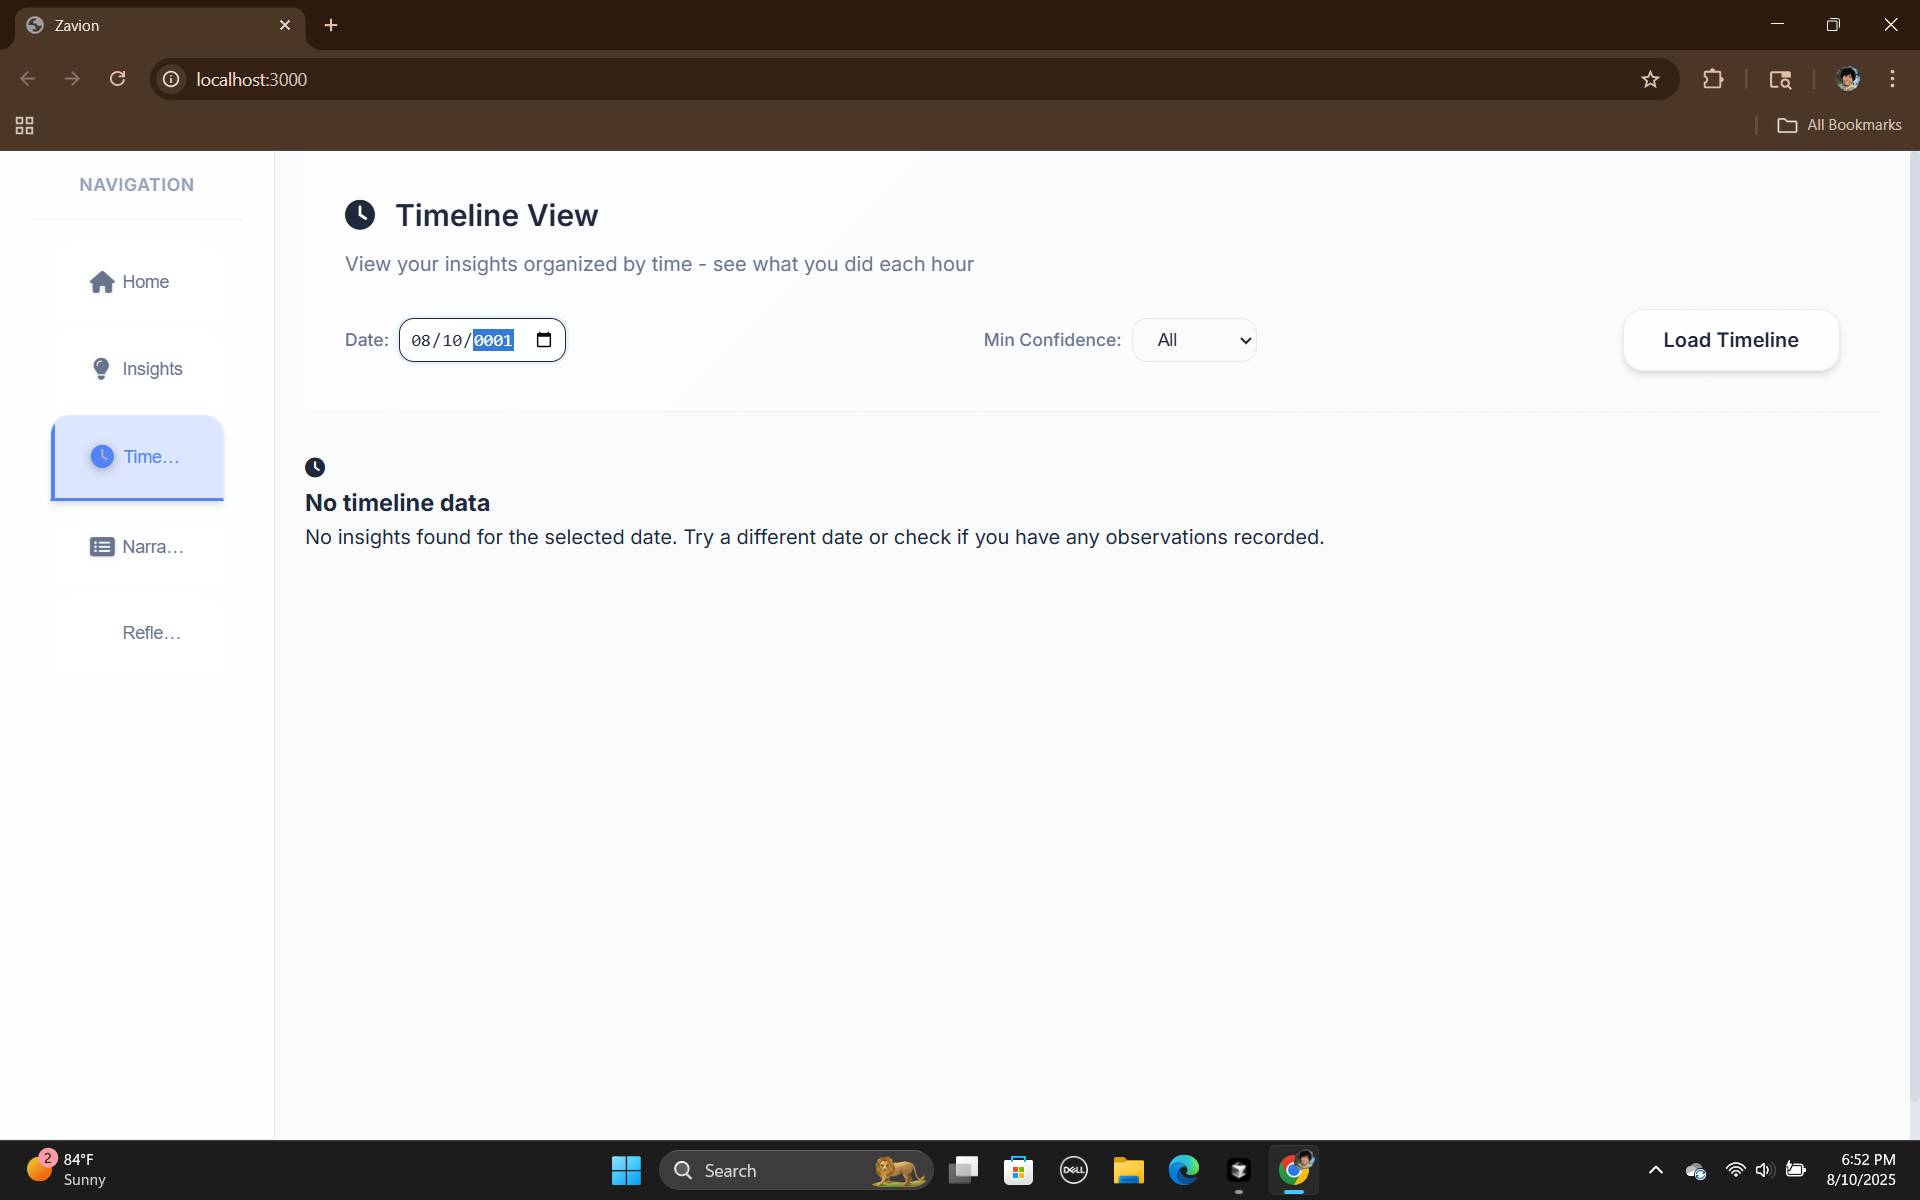 Zavion
localhost:3000
All Bookmarks
NAVIGATION
Home
Insights
Time...
Narra...
Refle...
Timeline View
View your insights organized by time - see what you did each hour
Date: 08/10/0001
Min Confidence: All
Load Timeline
No timeline data
No insights found for the selected date. Try a different date or check if you have any observations recorded.
2
84°F
Sunny
Search
DELL
6:52 PM
8/10/2025